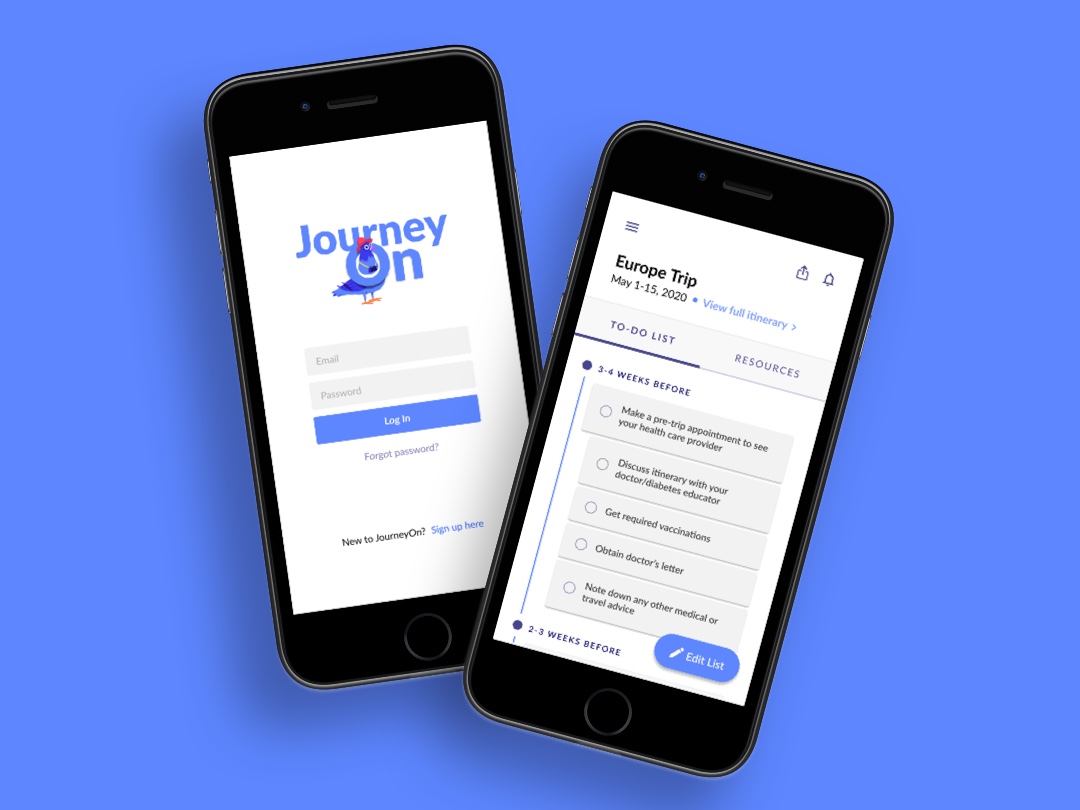 Journey
On
Email
Password
Log In
Forgot password?
New to JourneyOn? Sign up here
Europe Trip
May 1-15, 2020 • View full itinerary >
TO-DO LIST
RESOURCES
3-4 WEEKS BEFORE
Make a pre-trip appointment to see
your health care provider
Discuss itinerary with your
doctor/diabetes educator
Get required vaccinations
Obtain doctor's letter
Note down any other medical or
travel advice
2-3 WEEKS BEFORE
Edit List